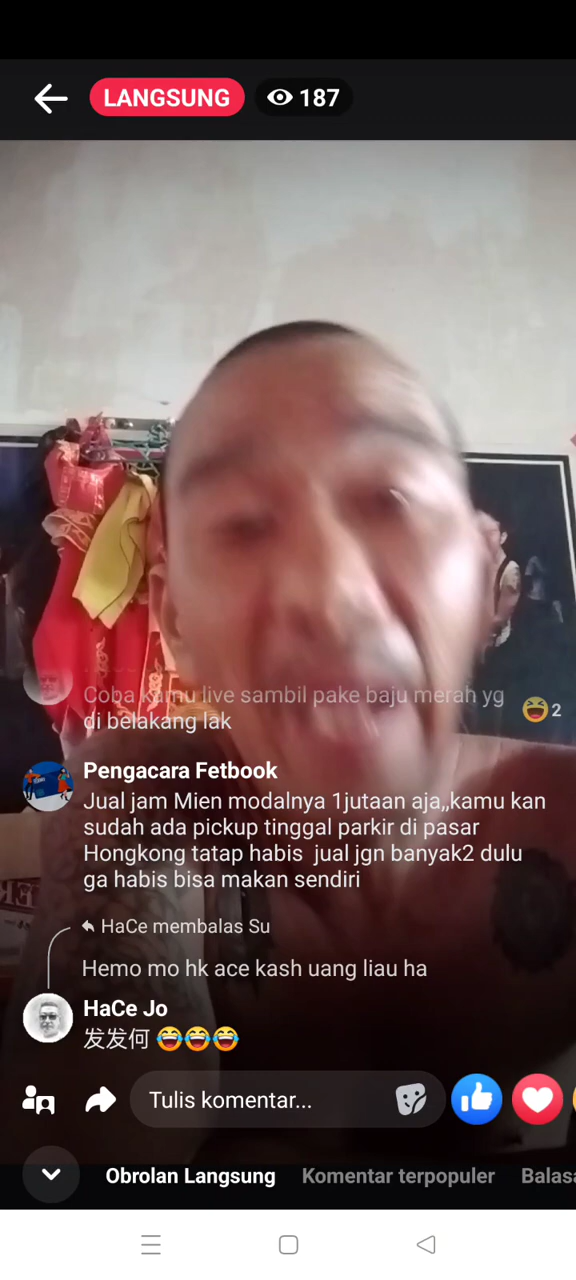 LANGSUNG
187
Coba kamu live sambil pake baju merah yg
di belakang lak
2
Pengacara Fetbook
Jual jam Mien modalnya 1jutaan aja,,kamu kan
sudah ada pickup tinggal parkir di pasar
Hongkong tatap habis jual jgn banyak2 dulu
ga habis bisa makan sendiri
HaCe membalas Su
Hemo mo hk ace kash uang liau ha
HaCe Jo
发发何 😂😂😂
Tulis komentar...
Obrolan Langsung
Komentar terpopuler
Balasa